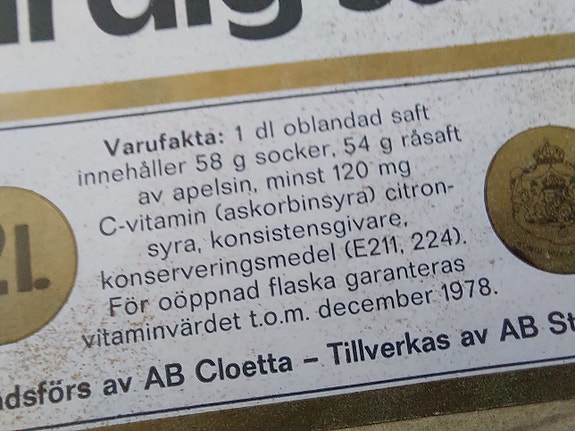 Varufakta: 1 dl oblandad saft
innehåller 58 g socker, 54 g råsaft
av apelsin, minst 120 mg
C-vitamin (askorbinsyra) citron-
syra, konsistensgivare,
konserveringsmedel (E211, 224).
För oöppnad flaska garanteras
vitaminvärdet t.o.m. december 1978.
av AB Cloetta – Tillverkas av AB